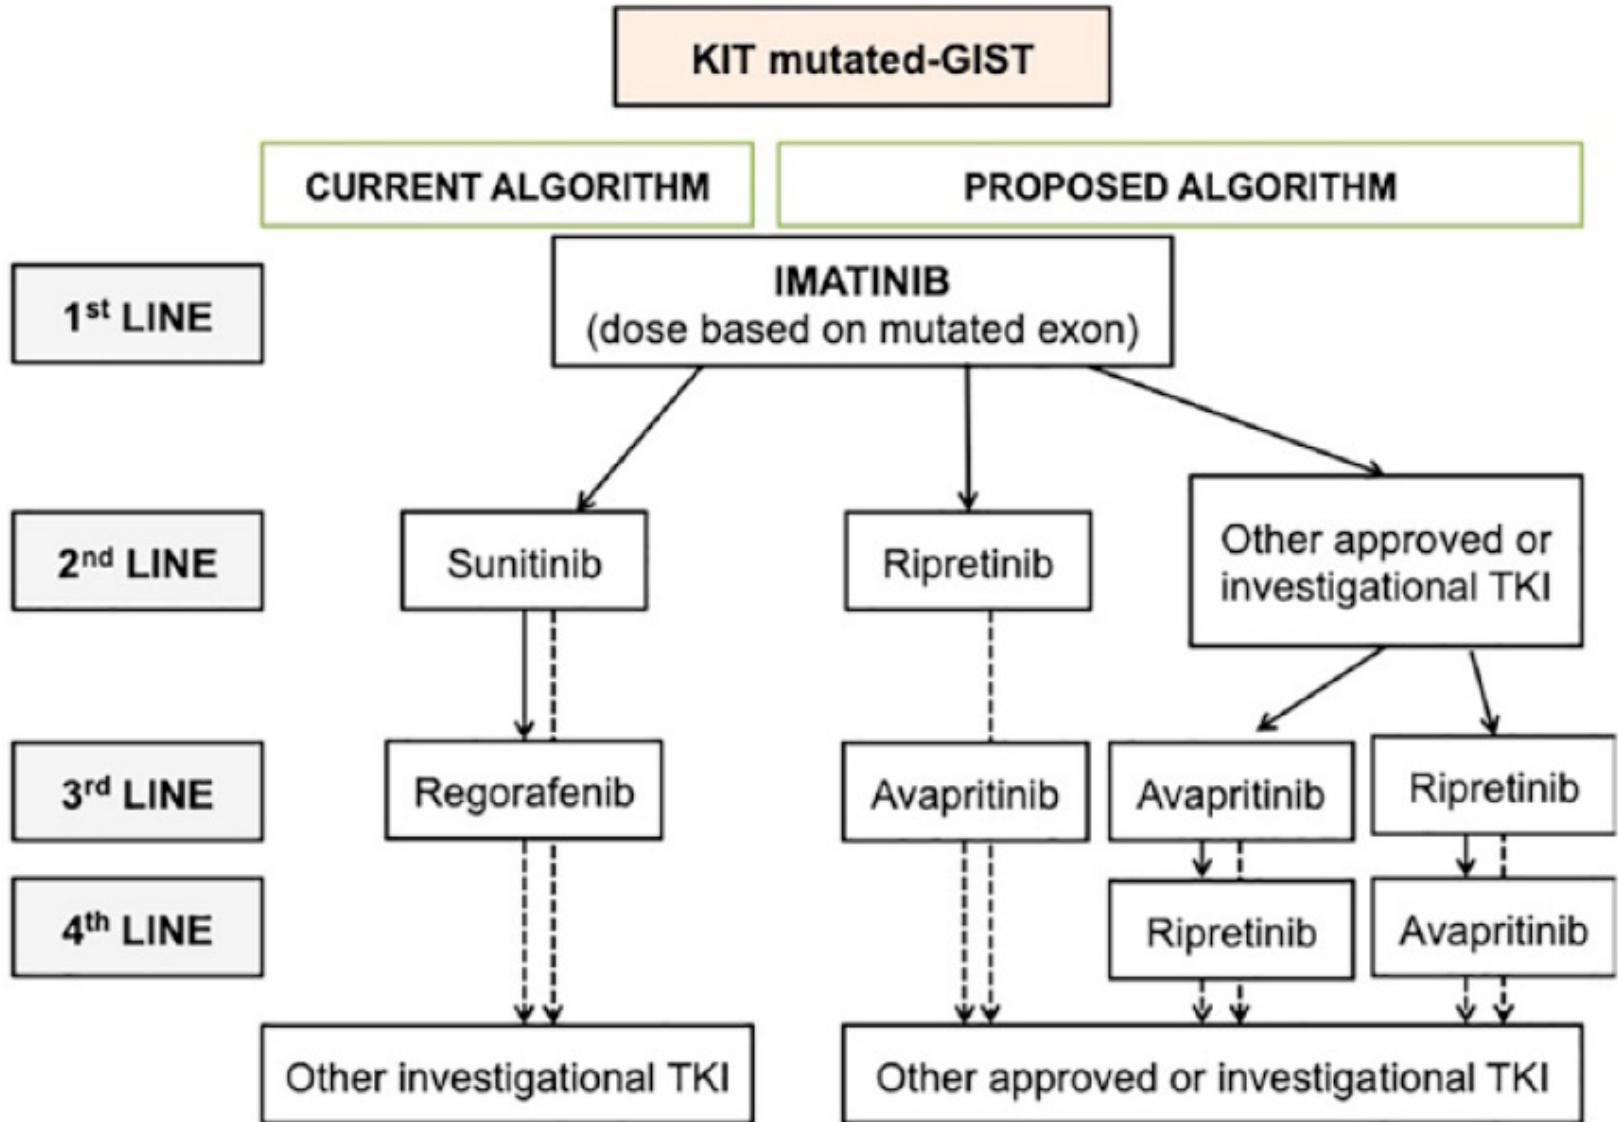 KIT mutated-GIST
CURRENT ALGORITHM
PROPOSED ALGORITHM
1st LINE
IMATINIB
(dose based on mutated exon)
2nd LINE
Sunitinib
Ripretinib
Other approved or
investigational TKI
3rd LINE
Regorafenib
Avapritinib
Avapritinib
Ripretinib
4th LINE
Ripretinib
Avapritinib
Other investigational TKI
Other approved or investigational TKI